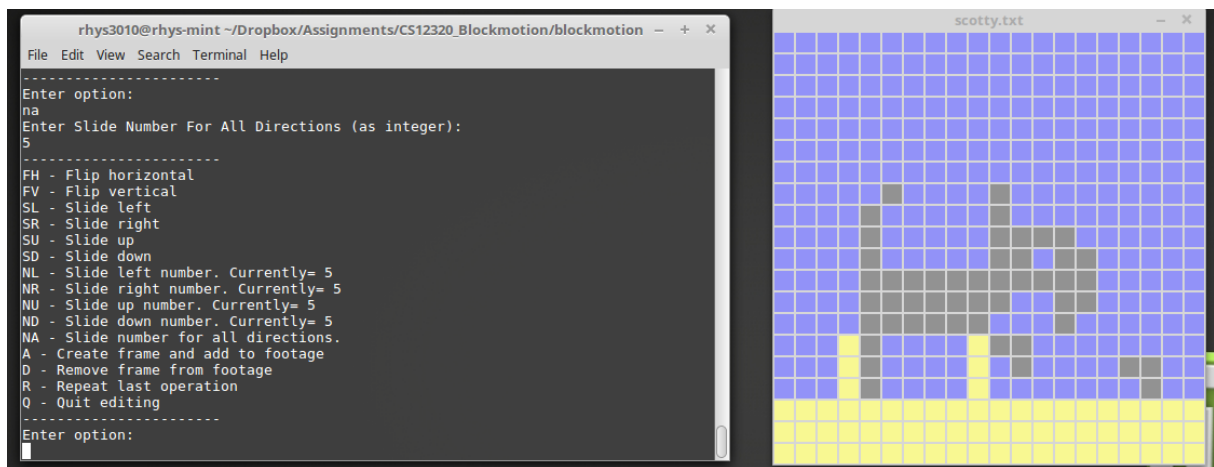 rhys3010@rhys-mint ~/Dropbox/Assignments/CS12320_Blockmotion/blockmotion
File Edit View Search Terminal Help
-----------------------
Enter option:
na
Enter Slide Number For All Directions (as integer):
5
-----------------------
FH - Flip horizontal
FV - Flip vertical
SL - Slide left
SR - Slide right
SU - Slide up
SD - Slide down
NL - Slide left number. Currently= 5
NR - Slide right number. Currently= 5
NU - Slide up number. Currently= 5
ND - Slide down number. Currently= 5
NA - Slide number for all directions.
A - Create frame and add to footage
D - Remove frame from footage
R - Repeat last operation
Q - Quit editing
-----------------------
Enter option:
scotty.txt